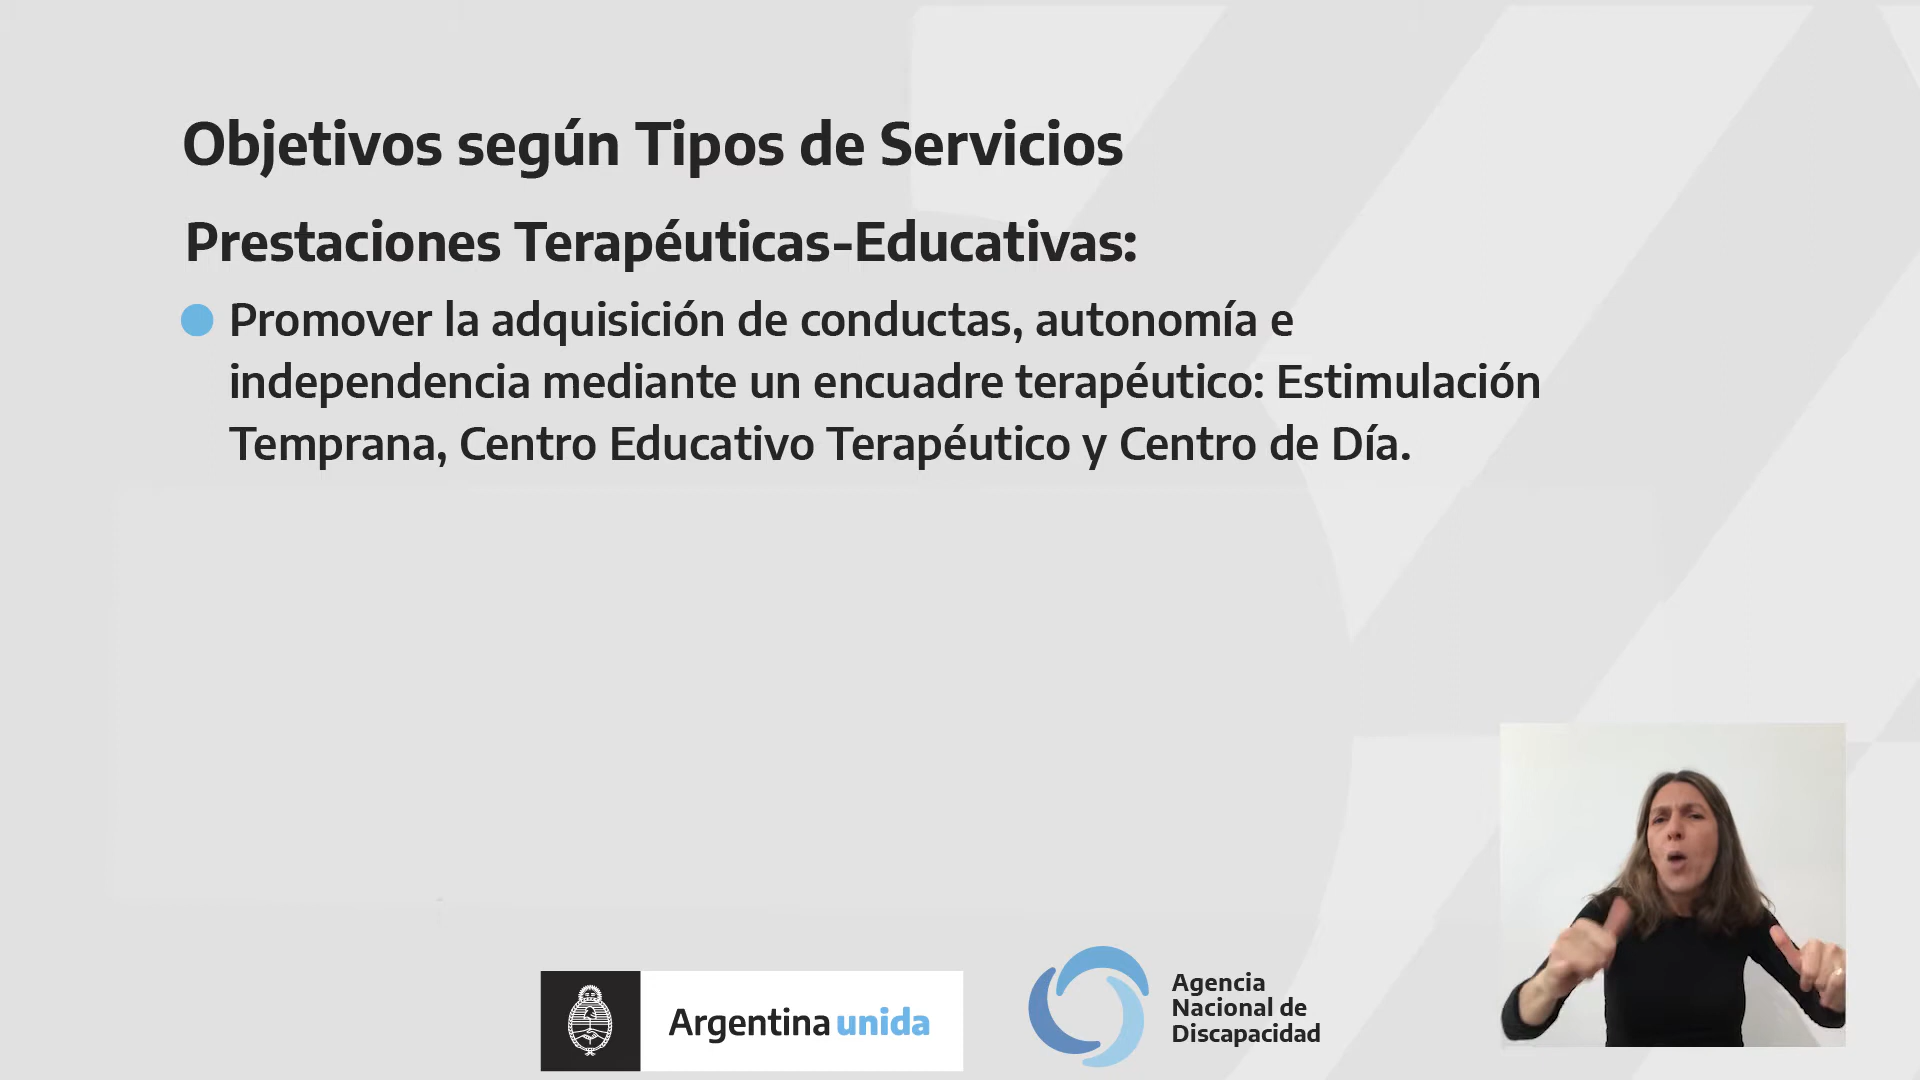 Objetivos según Tipos de Servicios
Prestaciones Terapéuticas-Educativas:
Promover la adquisición de conductas, autonomía e
independencia mediante un encuadre terapéutico: Estimulación
Temprana, Centro Educativo Terapéutico y Centro de Día.
Argentina unida
Agencia
Nacional de
Discapacidad